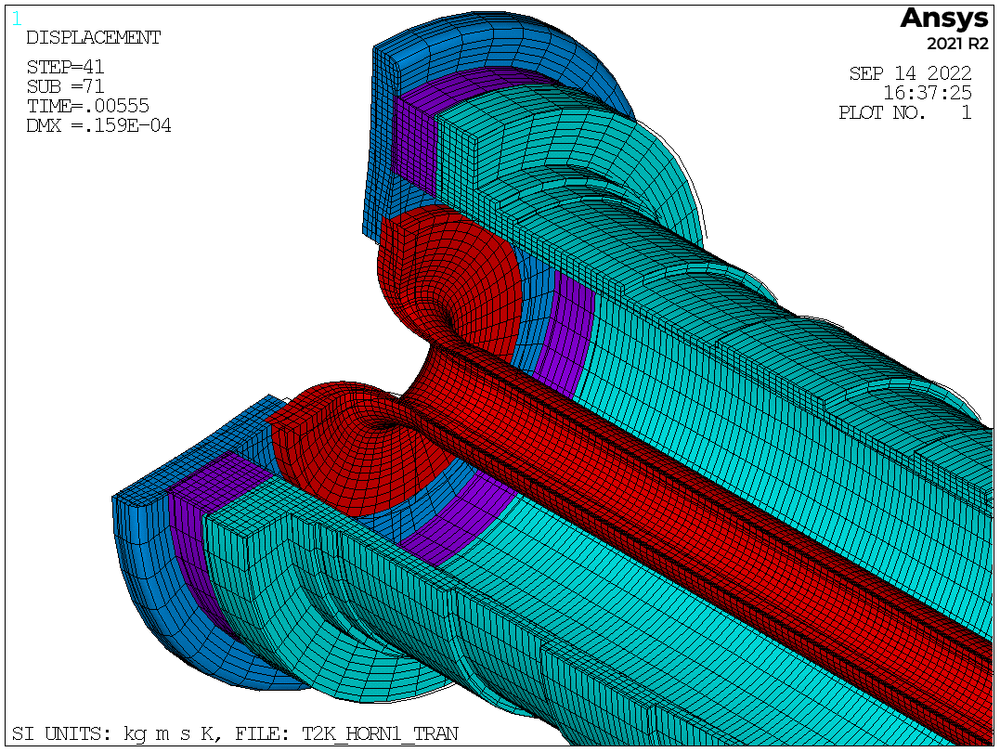 1
DISPLACEMENT
STEP=41
SUB =71
TIME=.00555
DMX =.159E-04
Ansys
2021 R2
SEP 14 2022
16:37:25
PLOT NO. 1
SI UNITS: kg m s K, FILE: T2K_HORN1_TRAN